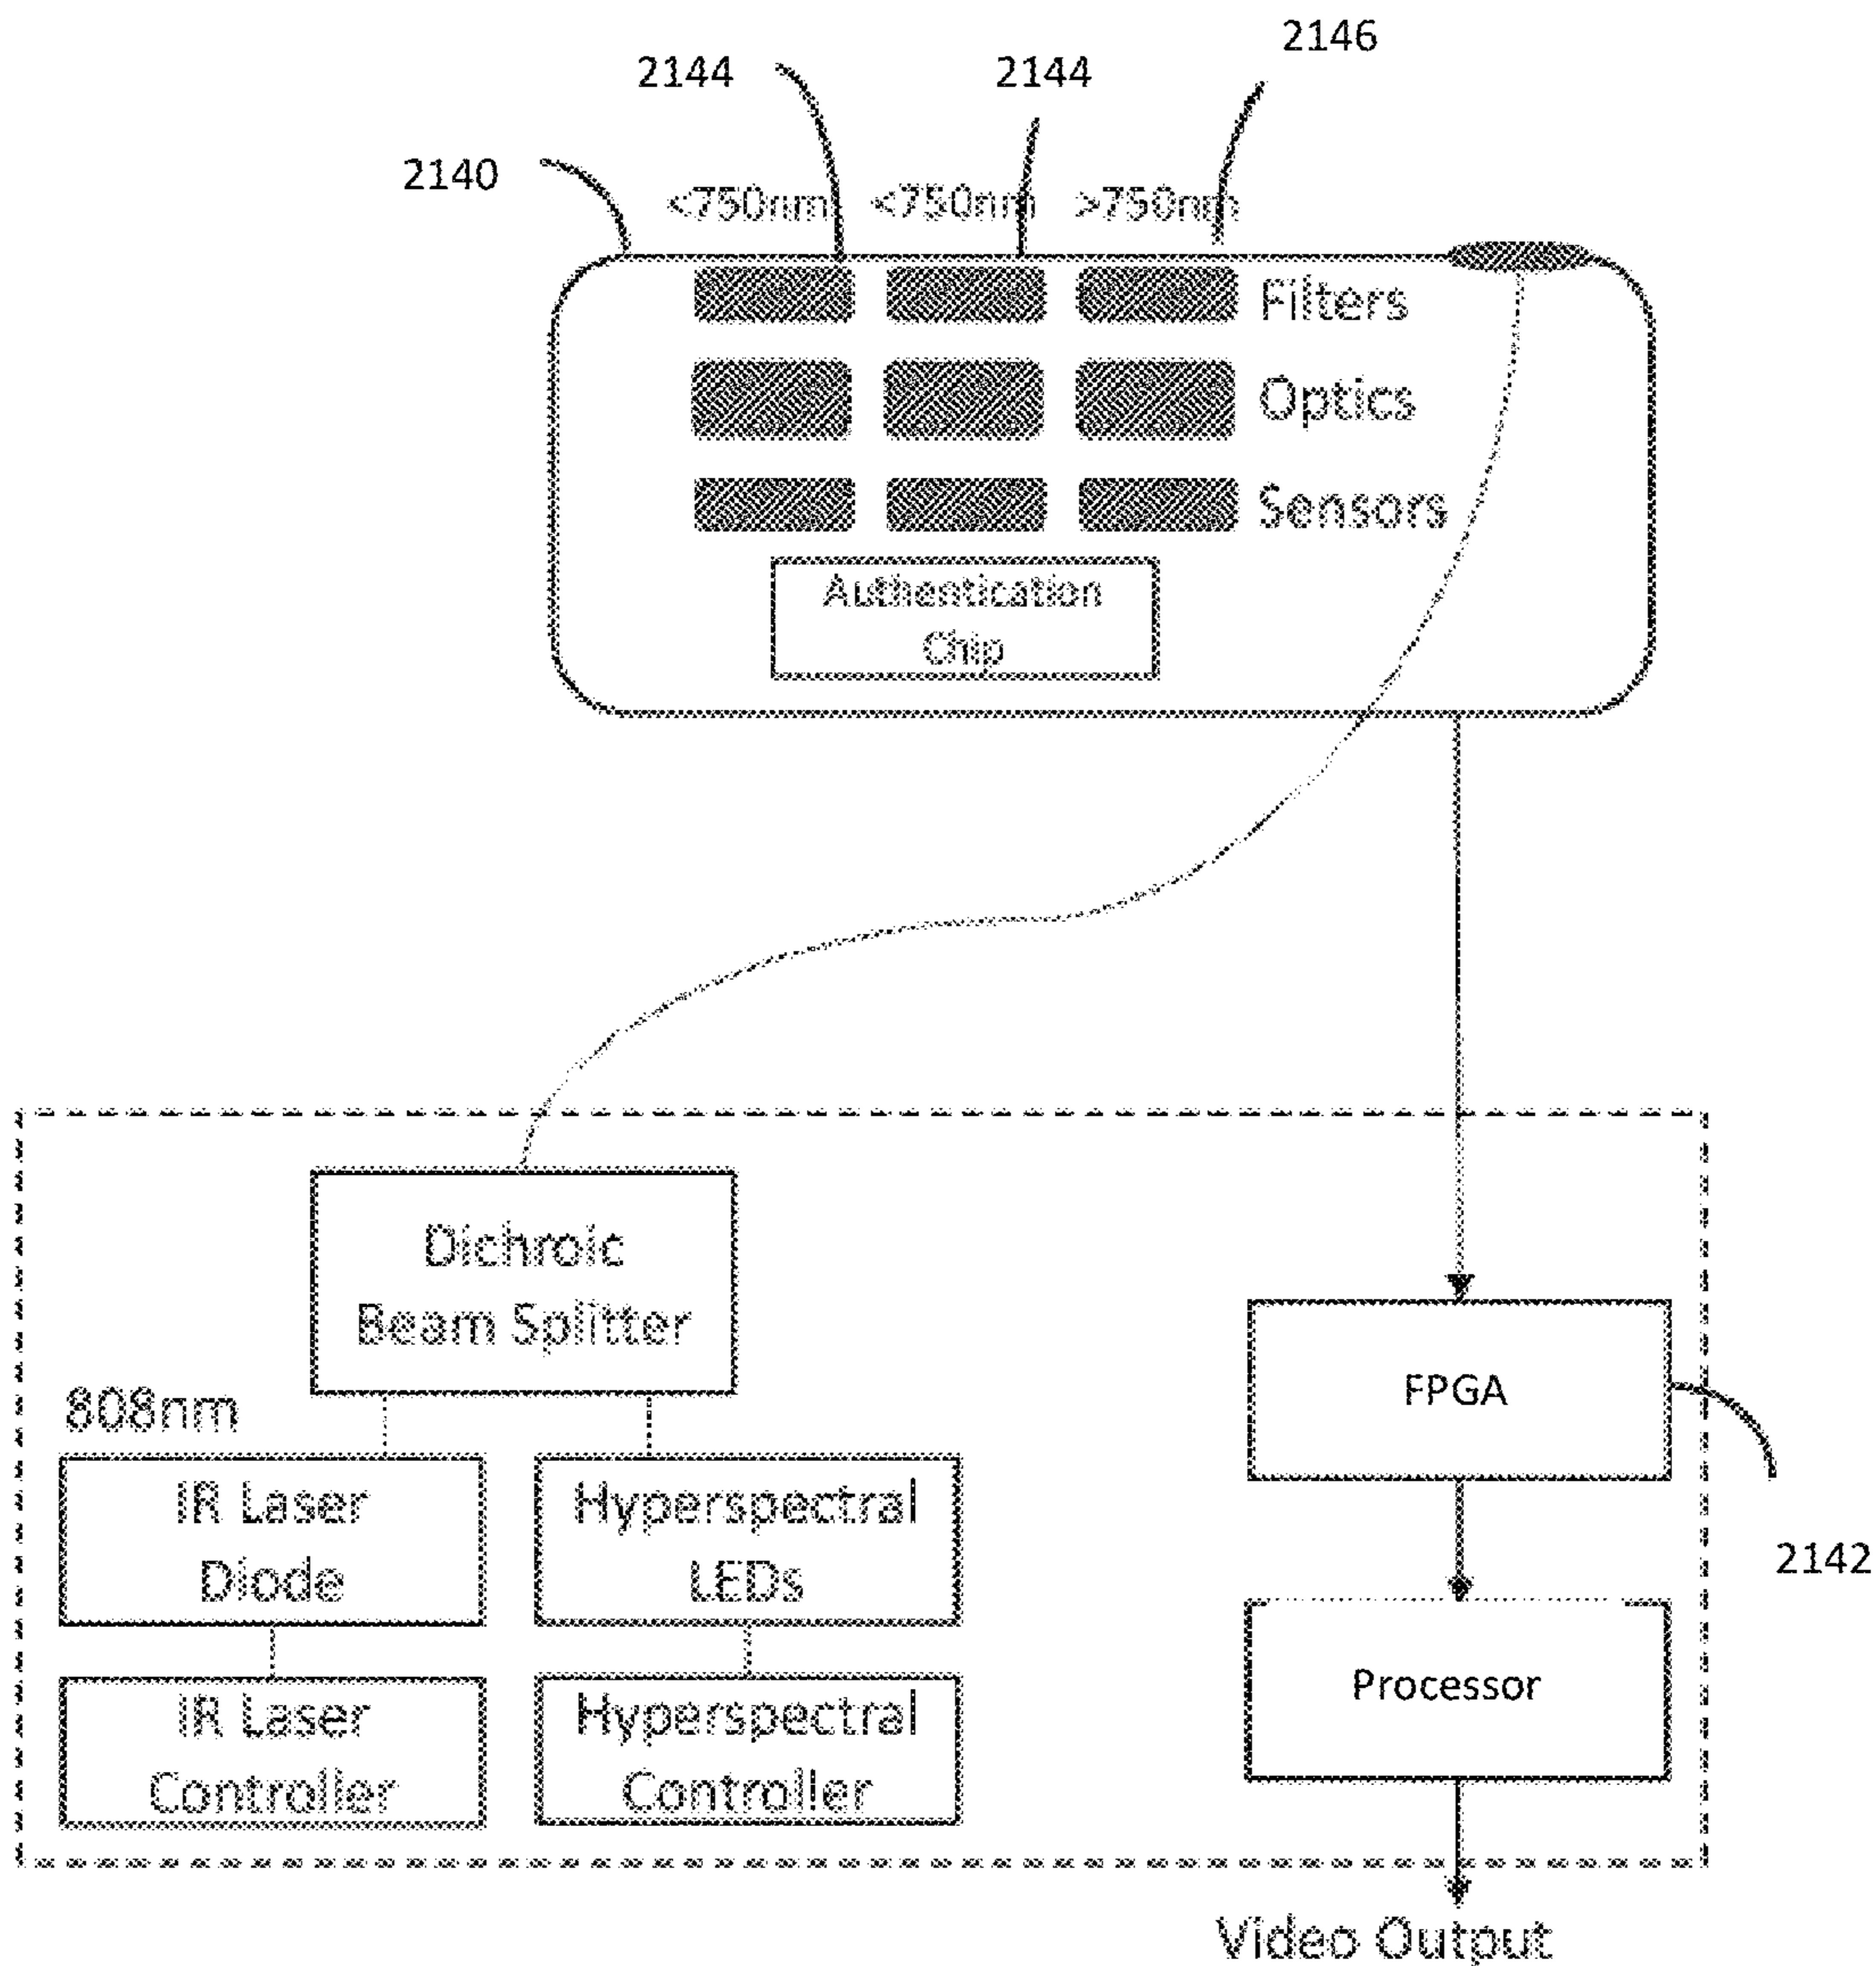 2146
2144
2144
2140
<750nm <750nm >750nm
Filters
Optics
Sensors
Authentication
Chip
Dichroic
Beam Splitter
808nm
IR Laser
Diode
Hyperspectral
LEDs
IR Laser
Controller
Hyperspectral
Controller
FPGA
2142
Processor
Video Output